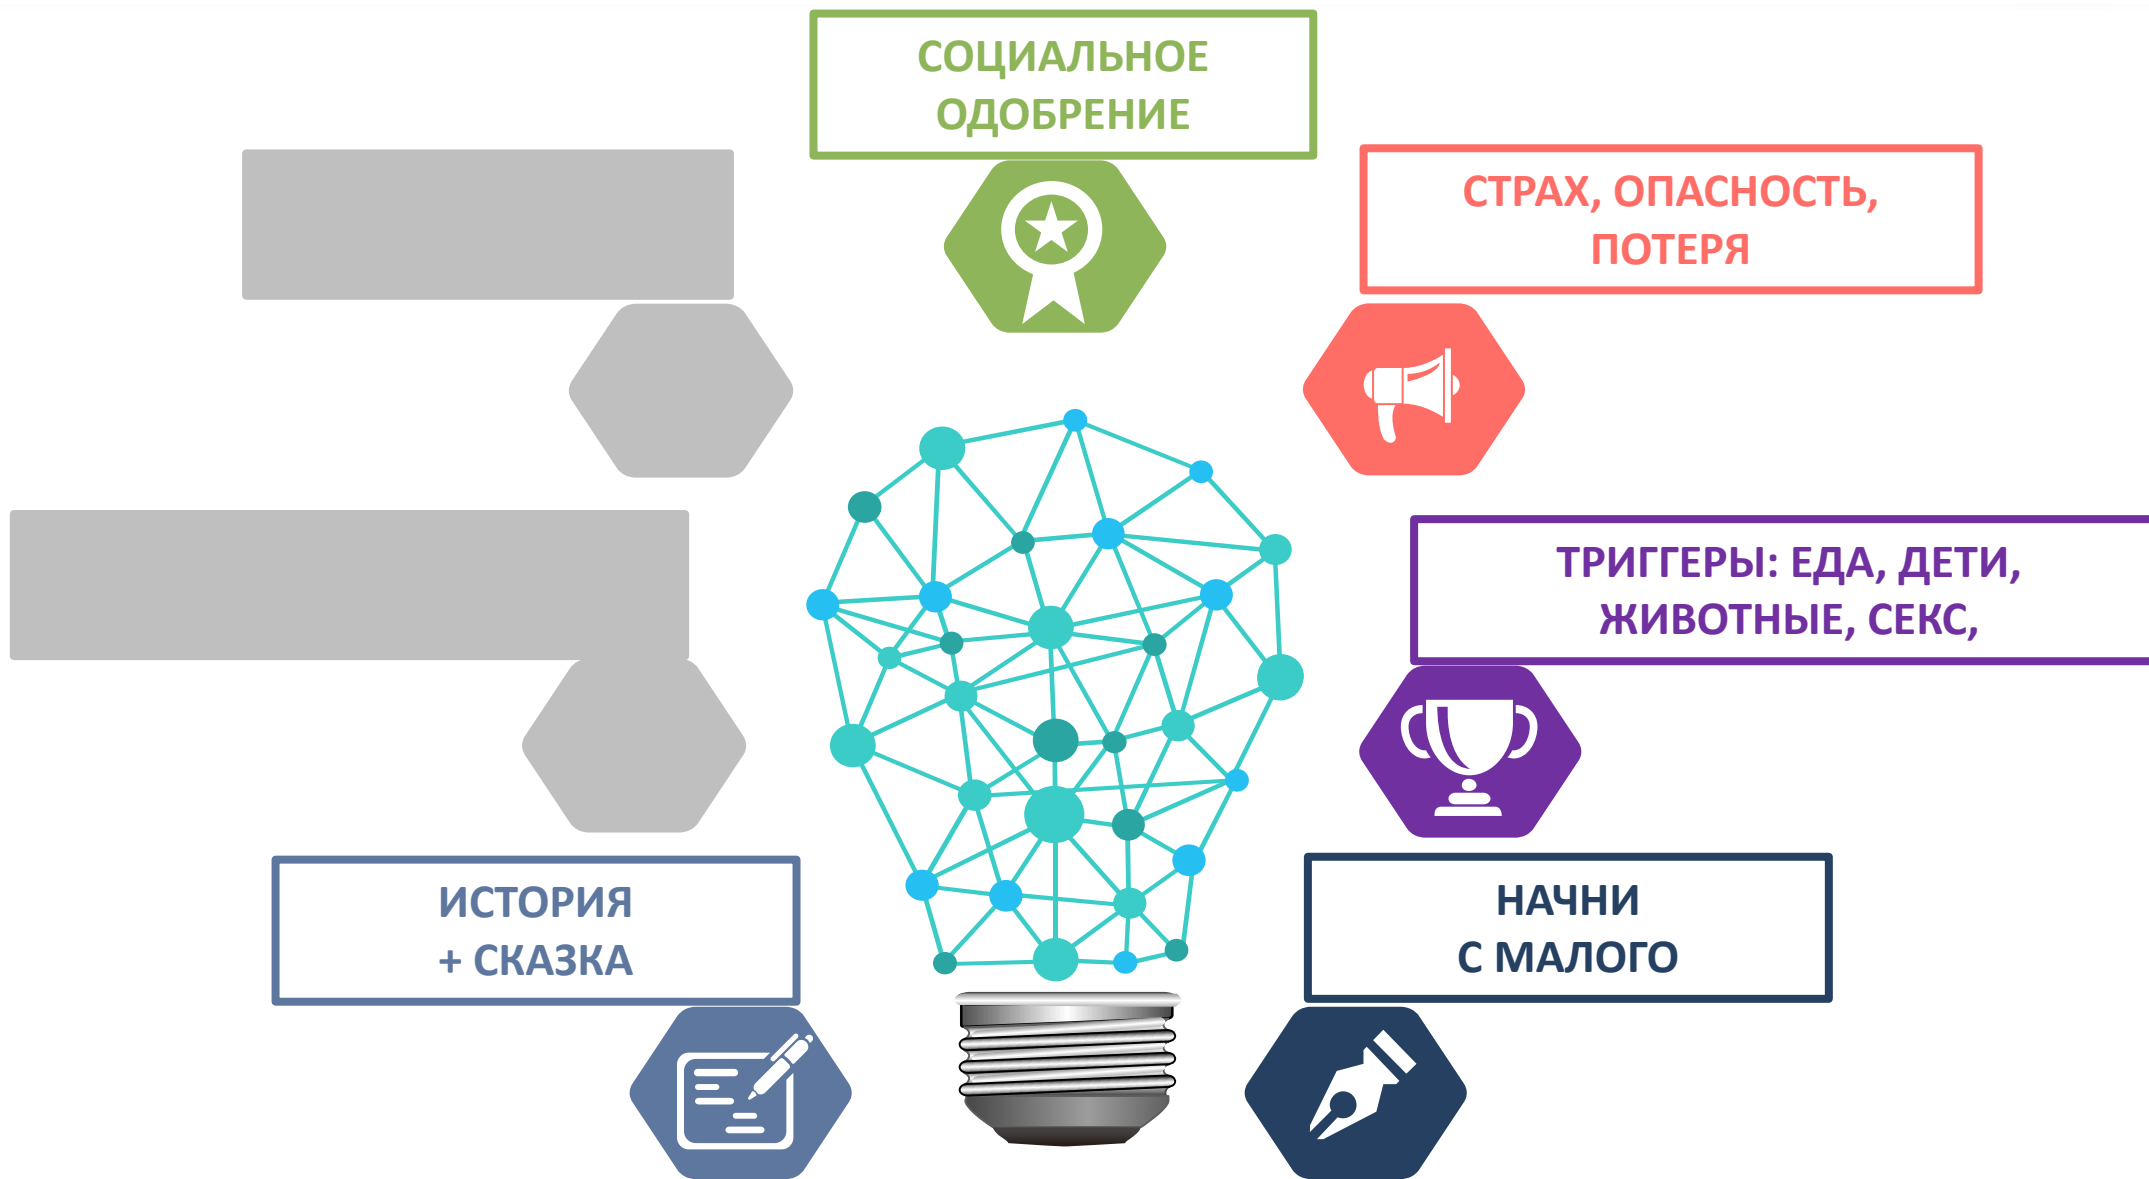 СОЦИАЛЬНОЕ
ОДОБРЕНИЕ
СТРАХ, ОПАСНОСТЬ,
ПОТЕРЯ
ТРИГГЕРЫ: ЕДА, ДЕТИ,
ЖИВОТНЫЕ, СЕКС,
ИСТОРИЯ
+ СКАЗКА
НАЧНИ
С МАЛОГО